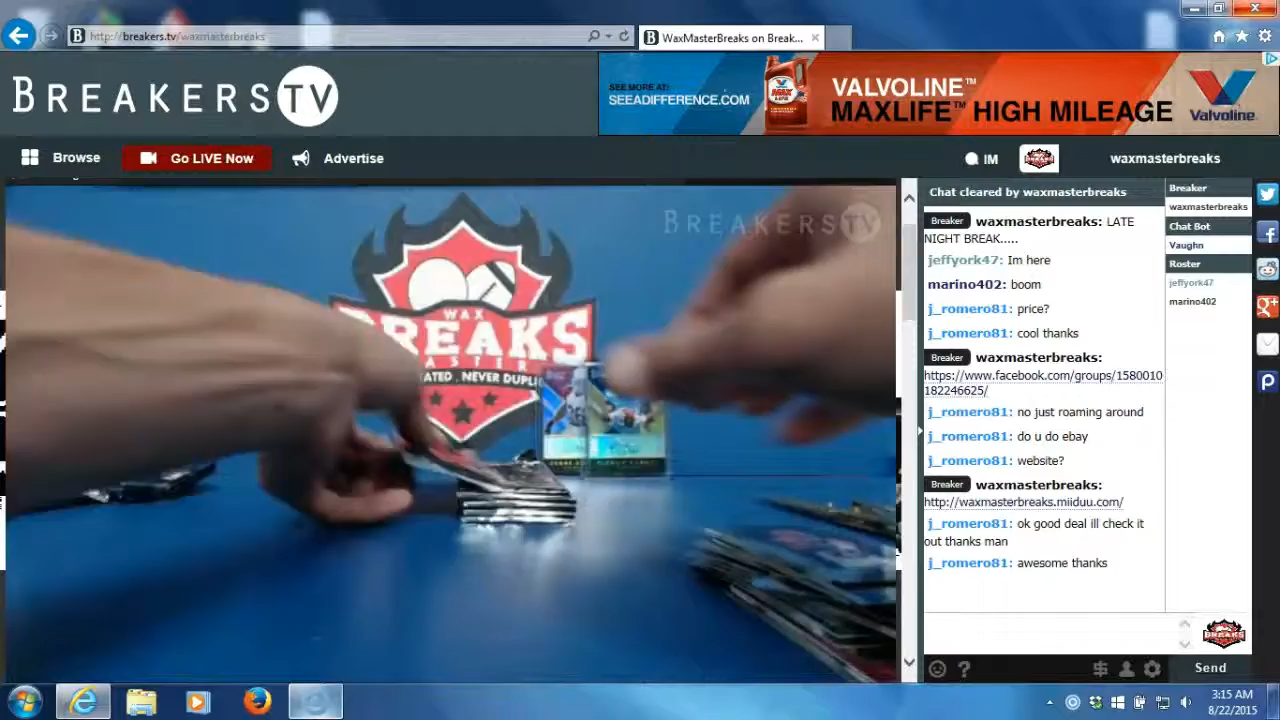 http://breakers.tv/waxmasterbreaks
WaxMasterBreaks on Break...
BREAKERSTV
SEE MORE AT:
SEEADIFFERENCE.COM
VALVOLINE™
MAXLIFE™ HIGH MILEAGE
Valvoline.
Browse
Go LIVE Now
Advertise
IM
waxmasterbreaks
BREAKERSTV
WAX
BREAKS
Chat cleared by waxmasterbreaks
Breaker waxmasterbreaks: LATE
NIGHT BREAK.....
jeffyork47: Im here
marino402: boom
j_romero81: price?
j_romero81: cool thanks
Breaker waxmasterbreaks:
https://www.facebook.com/groups/1580010
182246625/
j_romero81: no just roaming around
j_romero81: do u do ebay
j_romero81: website?
Breaker waxmasterbreaks:
http://waxmasterbreaks.miiduu.com/
j_romero81: ok good deal ill check it
out thanks man
j_romero81: awesome thanks
Breaker
waxmasterbreaks
Chat Bot
Vaughn
Roster
jeffyork47
marino402
BREAKS
Send
3:15 AM
8/22/2015